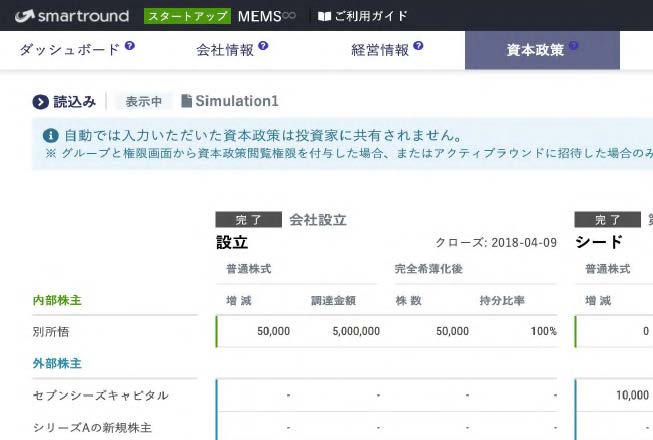 smartround スタートアップ MEMS∞ ご利用ガイド
ダッシュボード ? 会社情報 ? 経営情報 ? 資本政策 ?
読込み 表示中 Simulation1
自動では入力いただいた資本政策は投資家に共有されません。
※ グループと権限画面から資本政策閲覧権限を付与した場合、またはアクティブラウンドに招待した場合のみ
完了 会社設立 完了
設立 クローズ: 2018-04-09 シード
普通株式 完全希薄化後 普通株式
内部株主 増減 調達金額 株数 持分比率 増減
別所悟 50,000 5,000,000 50,000 100% 0
外部株主
セブンシーズキャピタル - - - - 10,000
シリーズAの新規株主 - - - - -